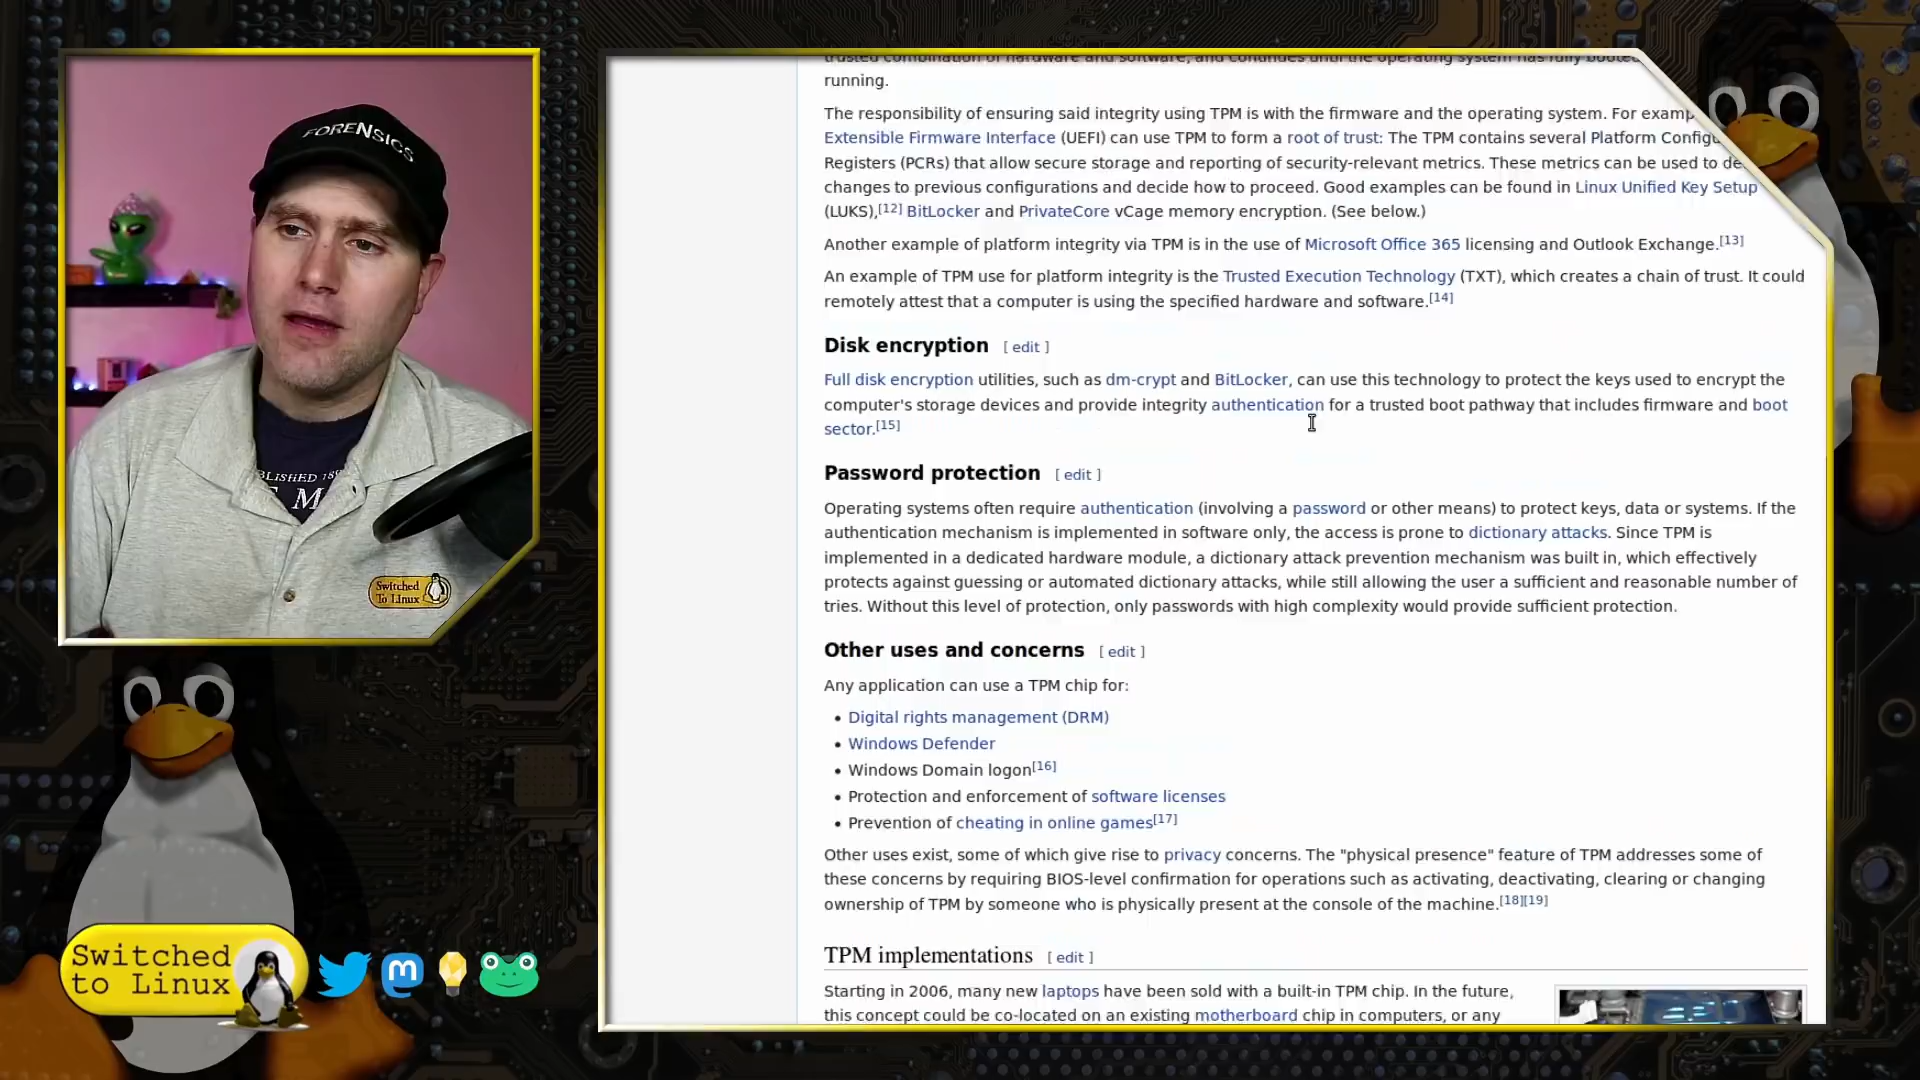 FORENSICS
BLISHED 18
Switched
To Linux
trusted combination of hardware and software, and continues until the operating system has fully booted
running.
The responsibility of ensuring said integrity using TPM is with the firmware and the operating system. For examp
Extensible Firmware Interface (UEFI) can use TPM to form a root of trust: The TPM contains several Platform Config
Registers (PCRs) that allow secure storage and reporting of security-relevant metrics. These metrics can be used to de
changes to previous configurations and decide how to proceed. Good examples can be found in Linux Unified Key Setup
(LUKS),[12] BitLocker and PrivateCore vCage memory encryption. (See below.)
Another example of platform integrity via TPM is in the use of Microsoft Office 365 licensing and Outlook Exchange.[13]
An example of TPM use for platform integrity is the Trusted Execution Technology (TXT), which creates a chain of trust. It could
remotely attest that a computer is using the specified hardware and software.[14]
Disk encryption [ edit ]
Full disk encryption utilities, such as dm-crypt and BitLocker, can use this technology to protect the keys used to encrypt the
computer's storage devices and provide integrity authentication for a trusted boot pathway that includes firmware and boot
sector.[15]
Password protection [ edit ]
Operating systems often require authentication (involving a password or other means) to protect keys, data or systems. If the
authentication mechanism is implemented in software only, the access is prone to dictionary attacks. Since TPM is
implemented in a dedicated hardware module, a dictionary attack prevention mechanism was built in, which effectively
protects against guessing or automated dictionary attacks, while still allowing the user a sufficient and reasonable number of
tries. Without this level of protection, only passwords with high complexity would provide sufficient protection.
Other uses and concerns [ edit ]
Any application can use a TPM chip for:
• Digital rights management (DRM)
• Windows Defender
• Windows Domain logon[16]
• Protection and enforcement of software licenses
• Prevention of cheating in online games[17]
Other uses exist, some of which give rise to privacy concerns. The "physical presence" feature of TPM addresses some of
these concerns by requiring BIOS-level confirmation for operations such as activating, deactivating, clearing or changing
ownership of TPM by someone who is physically present at the console of the machine.[18][19]
TPM implementations [ edit ]
Starting in 2006, many new laptops have been sold with a built-in TPM chip. In the future,
this concept could be co-located on an existing motherboard chip in computers, or any
Switched
to Linux